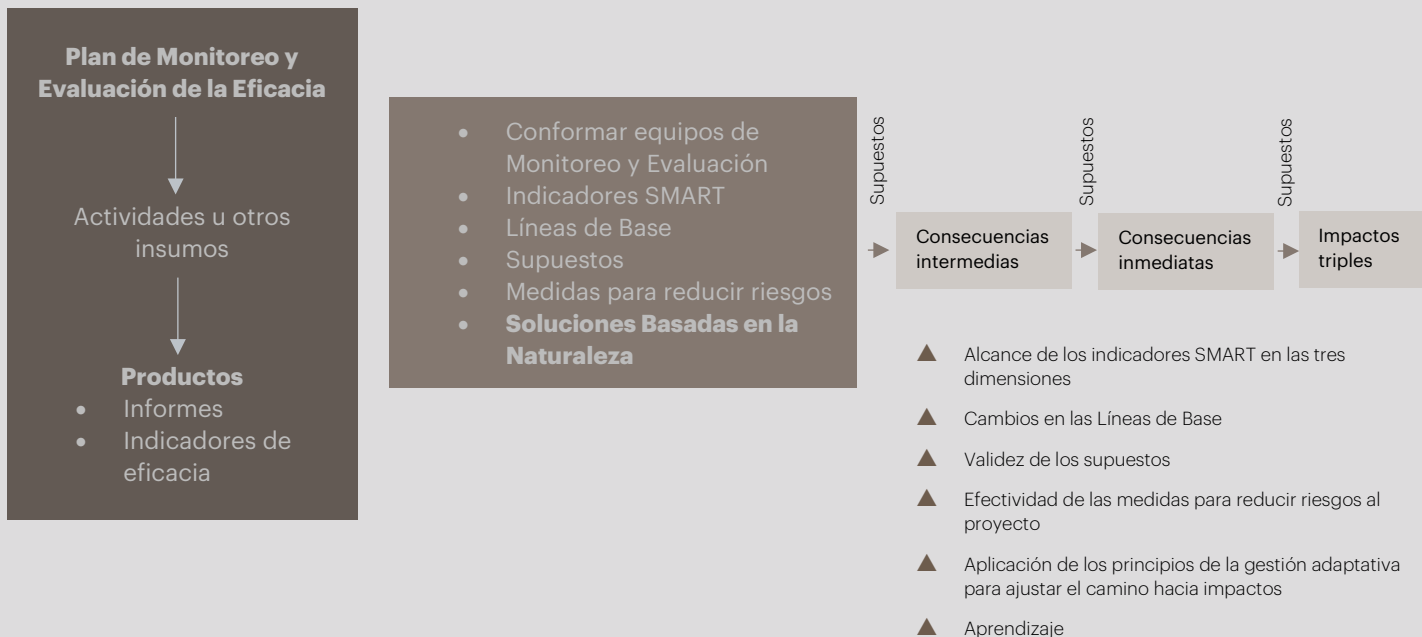 Plan de Monitoreo y
Evaluación de la Eficacia
Actividades u otros
insumos
Productos
• Informes
• Indicadores de
eficacia
• Conformar equipos de
Monitoreo y Evaluación
• Indicadores SMART
• Líneas de Base
• Supuestos
• Medidas para reducir riesgos
• Soluciones Basadas en la
Naturaleza
Supuestos
Consecuencias
intermedias
Supuestos
Consecuencias
inmediatas
Supuestos
Impactos
triples
Alcance de los indicadores SMART en las tres
dimensiones
Cambios en las Líneas de Base
Validez de los supuestos
Efectividad de las medidas para reducir riesgos al
proyecto
Aplicación de los principios de la gestión adaptativa
para ajustar el camino hacia impactos
Aprendizaje